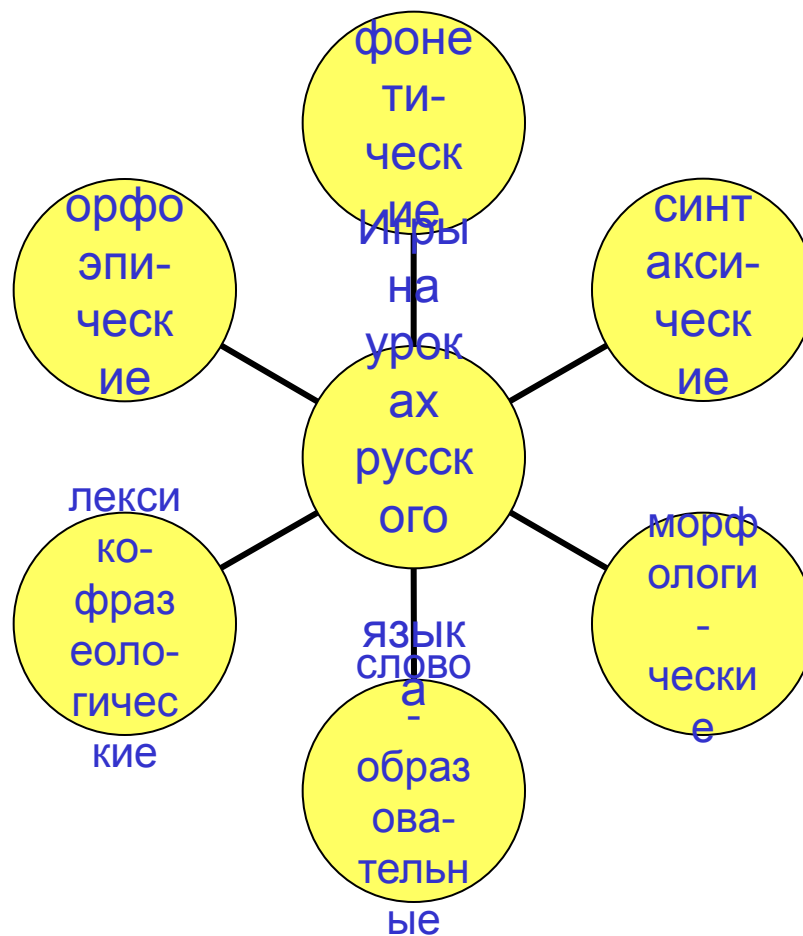 фоне
ти-
ческ
ие
орфо
эпи-
ческ
ие
синт
акси-
ческ
ие
Игры
на
урок
ах
русск
ого
язык
а
лекси
ко-
фраз
еоло-
гичес
кие
морф
ологи
-
чески
е
слово
-
образ
ова-
тельн
ые